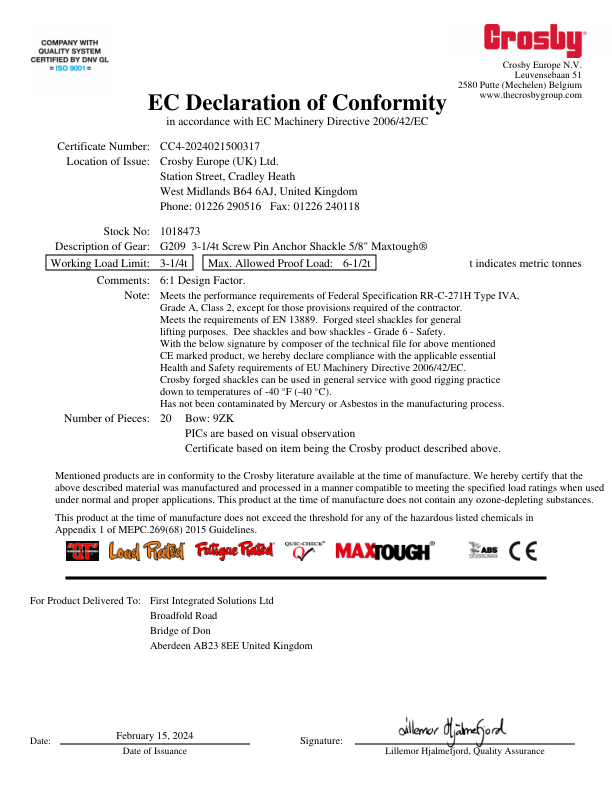 COMPANY WITH
QUALITY SYSTEM
CERTIFIED BY DNV GL
= ISO 9001 =
Crosby®
Crosby Europe N.V.
Leuvensebaan 51
2580 Putte (Mechelen) Belgium
www.thecrosbygroup.com
EC Declaration of Conformity
in accordance with EC Machinery Directive 2006/42/EC
Certificate Number: CC4-2024021500317
Location of Issue: Crosby Europe (UK) Ltd.
Station Street, Cradley Heath
West Midlands B64 6AJ, United Kingdom
Phone: 01226 290516 Fax: 01226 240118
Stock No: 1018473
Description of Gear: G209 3-1/4t Screw Pin Anchor Shackle 5/8" Maxtough®
Working Load Limit: 3-1/4t Max. Allowed Proof Load: 6-1/2t t indicates metric tonnes
Comments: 6:1 Design Factor.
Note: Meets the performance requirements of Federal Specification RR-C-271H Type IVA,
Grade A, Class 2, except for those provisions required of the contractor.
Meets the requirements of EN 13889. Forged steel shackles for general
lifting purposes. Dee shackles and bow shackles - Grade 6 - Safety.
With the below signature by composer of the technical file for above mentioned
CE marked product, we hereby declare compliance with the applicable essential
Health and Safety requirements of EU Machinery Directive 2006/42/EC.
Crosby forged shackles can be used in general service with good rigging practice
down to temperatures of -40 °F (-40 °C).
Has not been contaminated by Mercury or Asbestos in the manufacturing process.
Number of Pieces: 20 Bow: 9ZK
PICs are based on visual observation
Certificate based on item being the Crosby product described above.
Mentioned products are in conformity to the Crosby literature available at the time of manufacture. We hereby certify that the
above described material was manufactured and processed in a manner compatible to meeting the specified load ratings when used
under normal and proper applications. This product at the time of manufacture does not contain any ozone-depleting substances.
This product at the time of manufacture does not exceed the threshold for any of the hazardous listed chemicals in
Appendix 1 of MEPC.269(68) 2015 Guidelines.
QT Load Rated Fatigue Rated QUIC-CHECK® MAXTOUGH® ABS CE
For Product Delivered To: First Integrated Solutions Ltd
Broadfold Road
Bridge of Don
Aberdeen AB23 8EE United Kingdom
Date: February 15, 2024 Signature: Lillemor Hjalmefjord
Date of Issuance Lillemor Hjalmefjord, Quality Assurance